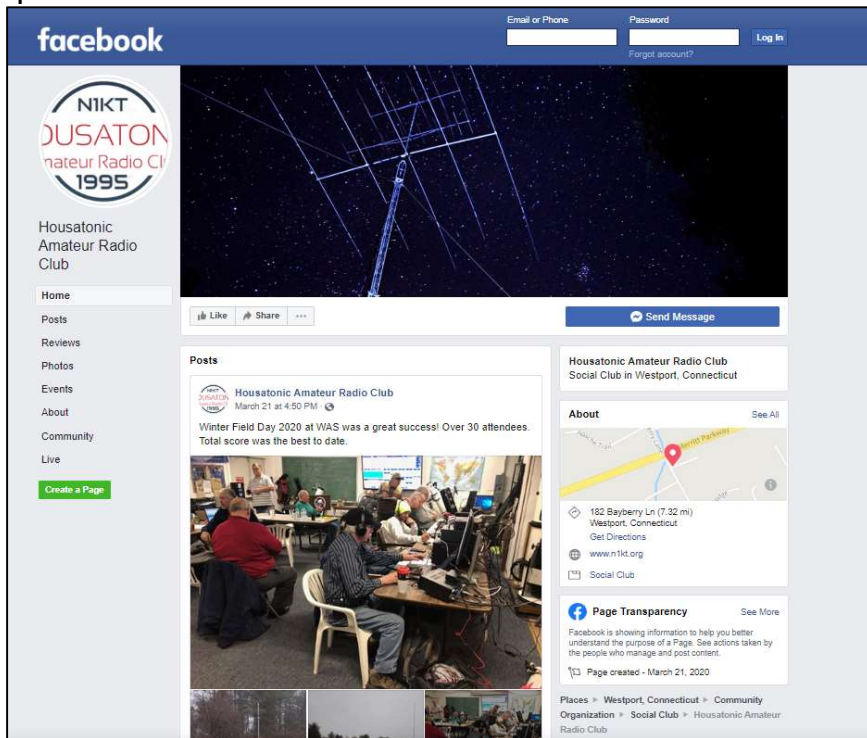 facebook
Email or Phone
Password
Log In
Forgot account?
N1KT
OUSATON
mateur Radio Cl
1995
Housatonic
Amateur Radio
Club
Home
Posts
Reviews
Photos
Events
About
Community
Live
Create a Page
Like
Share
...
Send Message
Posts
Housatonic Amateur Radio Club
March 21 at 4:50 PM ·
Winter Field Day 2020 at WAS was a great success! Over 30 attendees.
Total score was the best to date.
Housatonic Amateur Radio Club
Social Club in Westport, Connecticut
About
See All
Merritt Parkway
182 Bayberry Ln (7.32 mi)
Westport, Connecticut
Get Directions
www.n1kt.org
Social Club
Page Transparency
See More
Facebook is showing information to help you better
understand the purpose of a Page. See actions taken by
the people who manage and post content.
Page created - March 21, 2020
Places Westport, Connecticut Community
Organization Social Club Housatonic Amateur
Radio Club